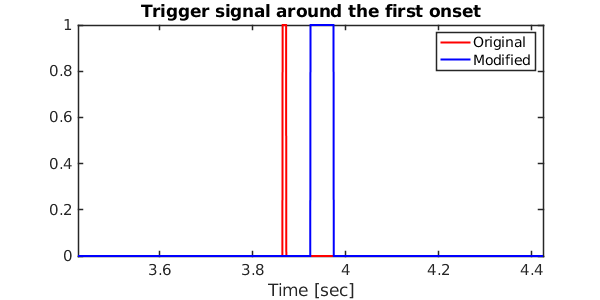 Trigger signal around the first onset
1
0.8
0.6
0.4
0.2
0
3.6
3.8
4
4.2
4.4
Time [sec]
Original
Modified